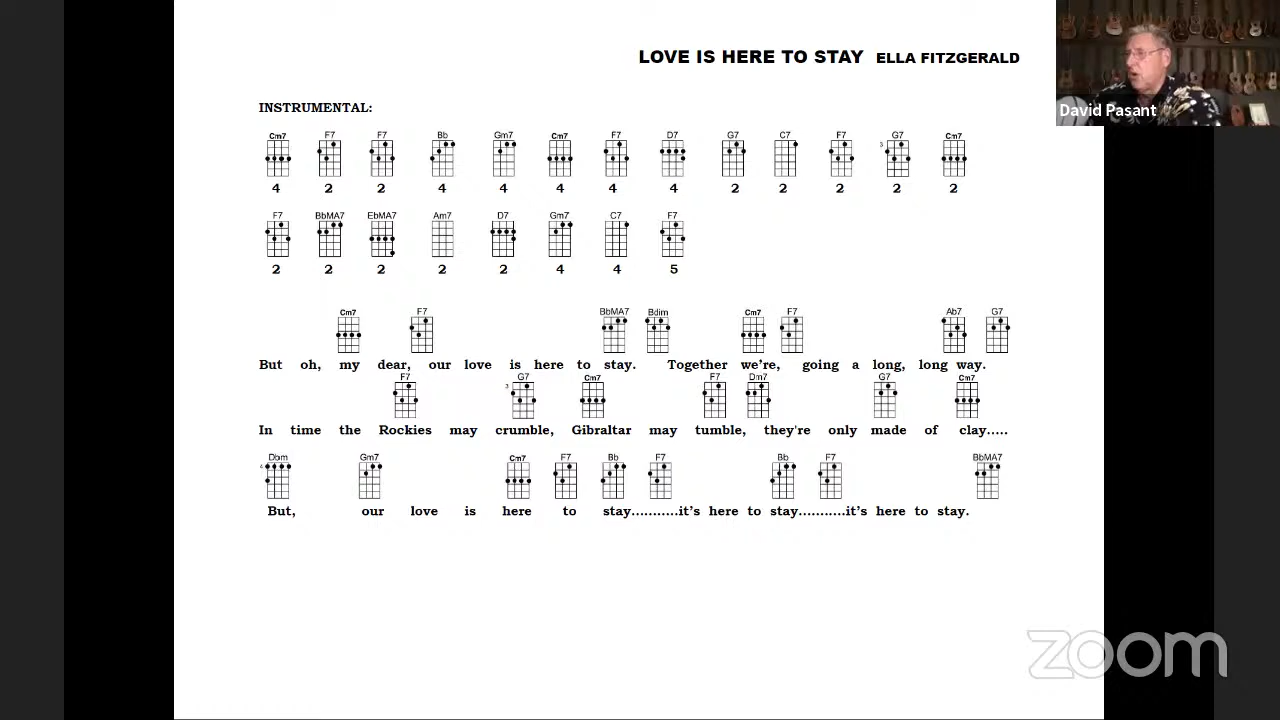 LOVE IS HERE TO STAY ELLA FITZGERALD
David Pasant
INSTRUMENTAL:
Cm7 F7 F7 Bb Gm7 Cm7 F7 D7 G7 C7 F7 G7 Cm7
3
4 2 2 4 4 4 4 4 2 2 2 2 2
F7 BbMA7 EbMA7 Am7 D7 Gm7 C7 F7
2 2 2 2 2 4 4 5
Cm7 F7 BbMA7 Bdim Cm7 F7 Ab7 G7
But oh, my dear, our love is here to stay. Together we're, going a long, long way.
F7 G7 Cm7 F7 Dm7 G7 Cm7
3
In time the Rockies may crumble, Gibraltar may tumble, they're only made of clay.....
Dbm Gm7 Cm7 F7 Bb F7 Bb F7 BbMA7
4
But, our love is here to stay...........it's here to stay...........it's here to stay.
zoom